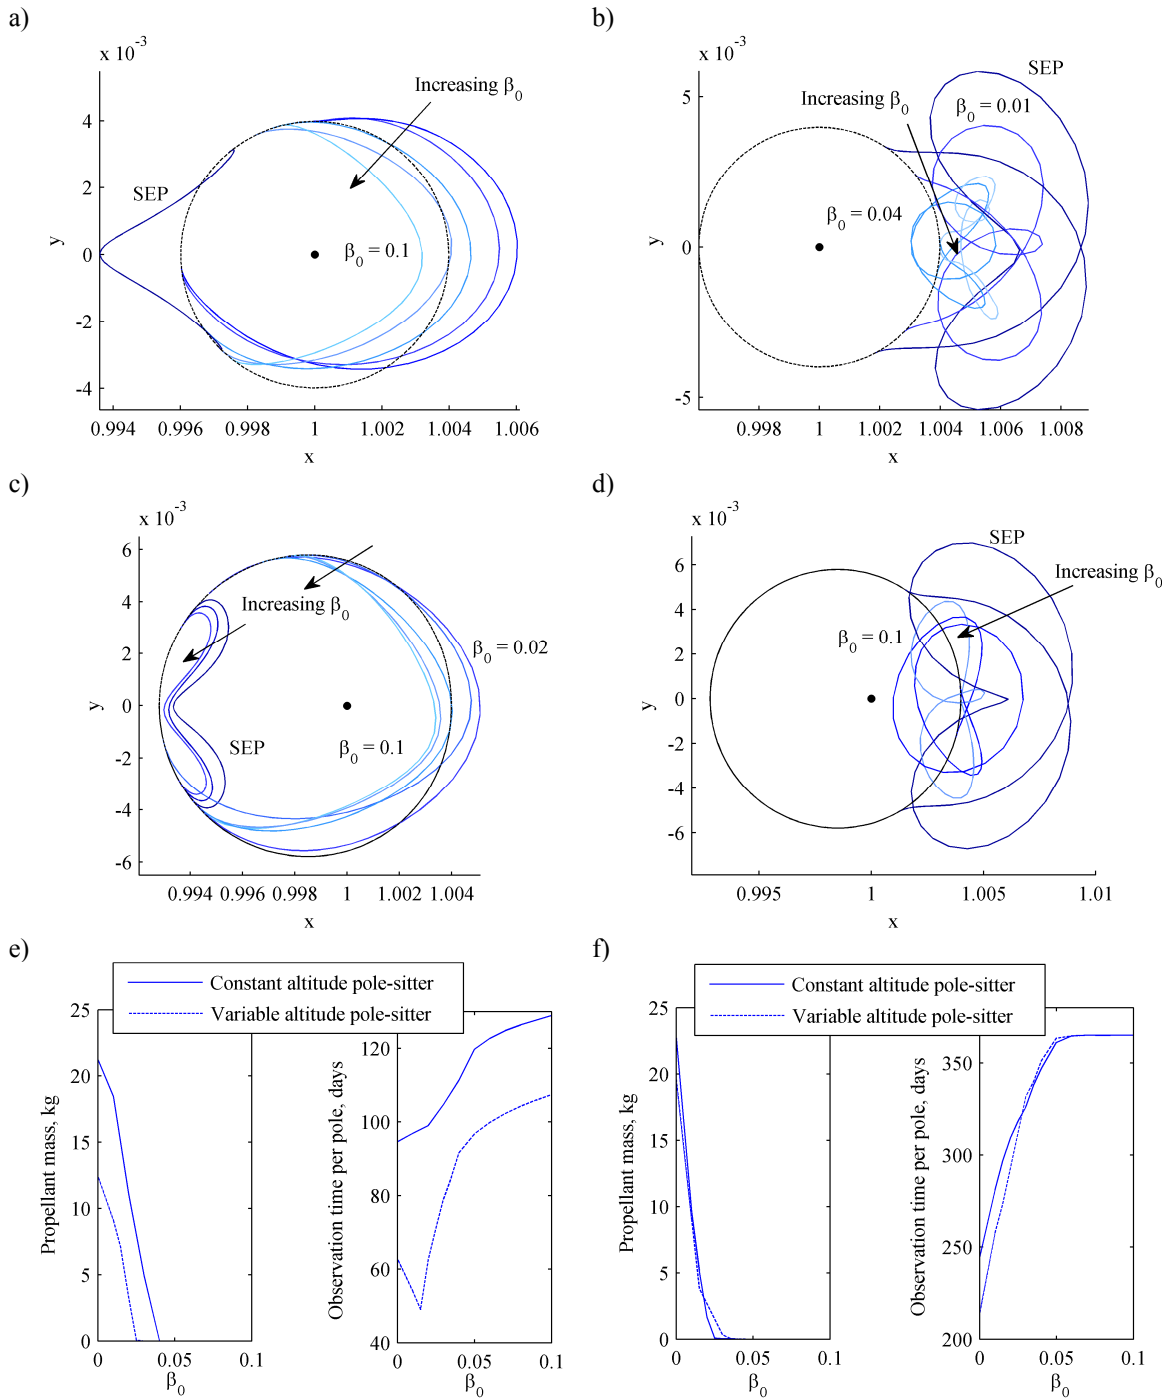 a)
x 10⁻³
Increasing β₀
SEP
β₀ = 0.1
y
4
2
0
-2
-4
0.994 0.996 0.998 1 1.002 1.004 1.006
x
b)
x 10⁻³
SEP
Increasing β₀
β₀ = 0.01
β₀ = 0.04
y
5
0
-5
0.998 1 1.002 1.004 1.006 1.008
x
c)
x 10⁻³
Increasing β₀
β₀ = 0.02
SEP
β₀ = 0.1
y
6
4
2
0
-2
-4
-6
0.994 0.996 0.998 1 1.002 1.004
x
d)
x 10⁻³
SEP
Increasing β₀
β₀ = 0.1
y
6
4
2
0
-2
-4
-6
0.995 1 1.005 1.01
x
e)
Constant altitude pole-sitter
Variable altitude pole-sitter
Propellant mass, kg
25
20
15
10
5
0
0 0.05 0.1
β₀
Observation time per pole, days
120
100
80
60
40
0 0.05 0.1
β₀
f)
Constant altitude pole-sitter
Variable altitude pole-sitter
Propellant mass, kg
25
20
15
10
5
0
0 0.05 0.1
β₀
Observation time per pole, days
350
300
250
200
0 0.05 0.1
β₀